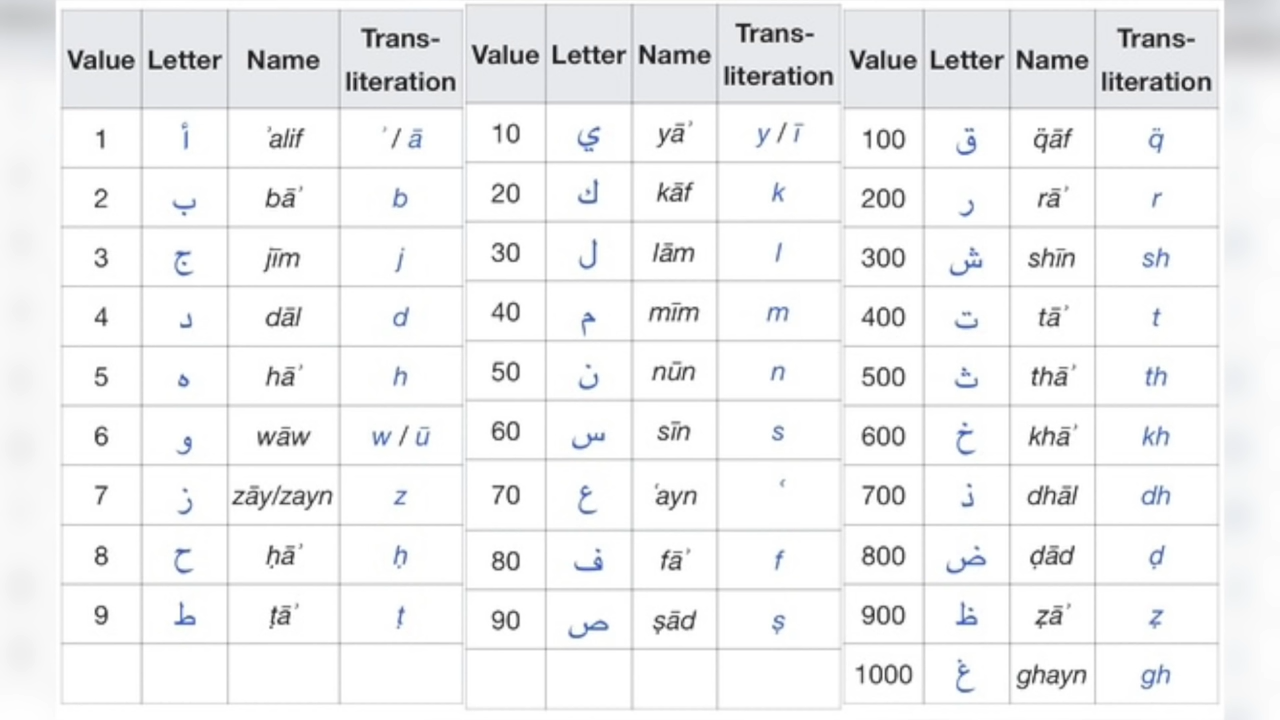 Value Letter Name Trans-literation
1 أ ʾalif ʾ / ā
2 ب bāʾ b
3 ج jīm j
4 د dāl d
5 ه hāʾ h
6 و wāw w / ū
7 ز zāy/zayn z
8 ح ḥāʾ ḥ
9 ط ṭāʾ ṭ
Value Letter Name Trans-literation
10 ي yāʾ y / ī
20 ك kāf k
30 ل lām l
40 م mīm m
50 ن nūn n
60 س sīn s
70 ع ʿayn ʿ
80 ف fāʾ f
90 ص ṣād ṣ
Value Letter Name Trans-literation
100 ق q̈āf q̈
200 ر rāʾ r
300 ش shīn sh
400 ت tāʾ t
500 ث thāʾ th
600 خ khāʾ kh
700 ذ dhāl dh
800 ض ḍād ḍ
900 ظ ẓāʾ ẓ
1000 غ ghayn gh